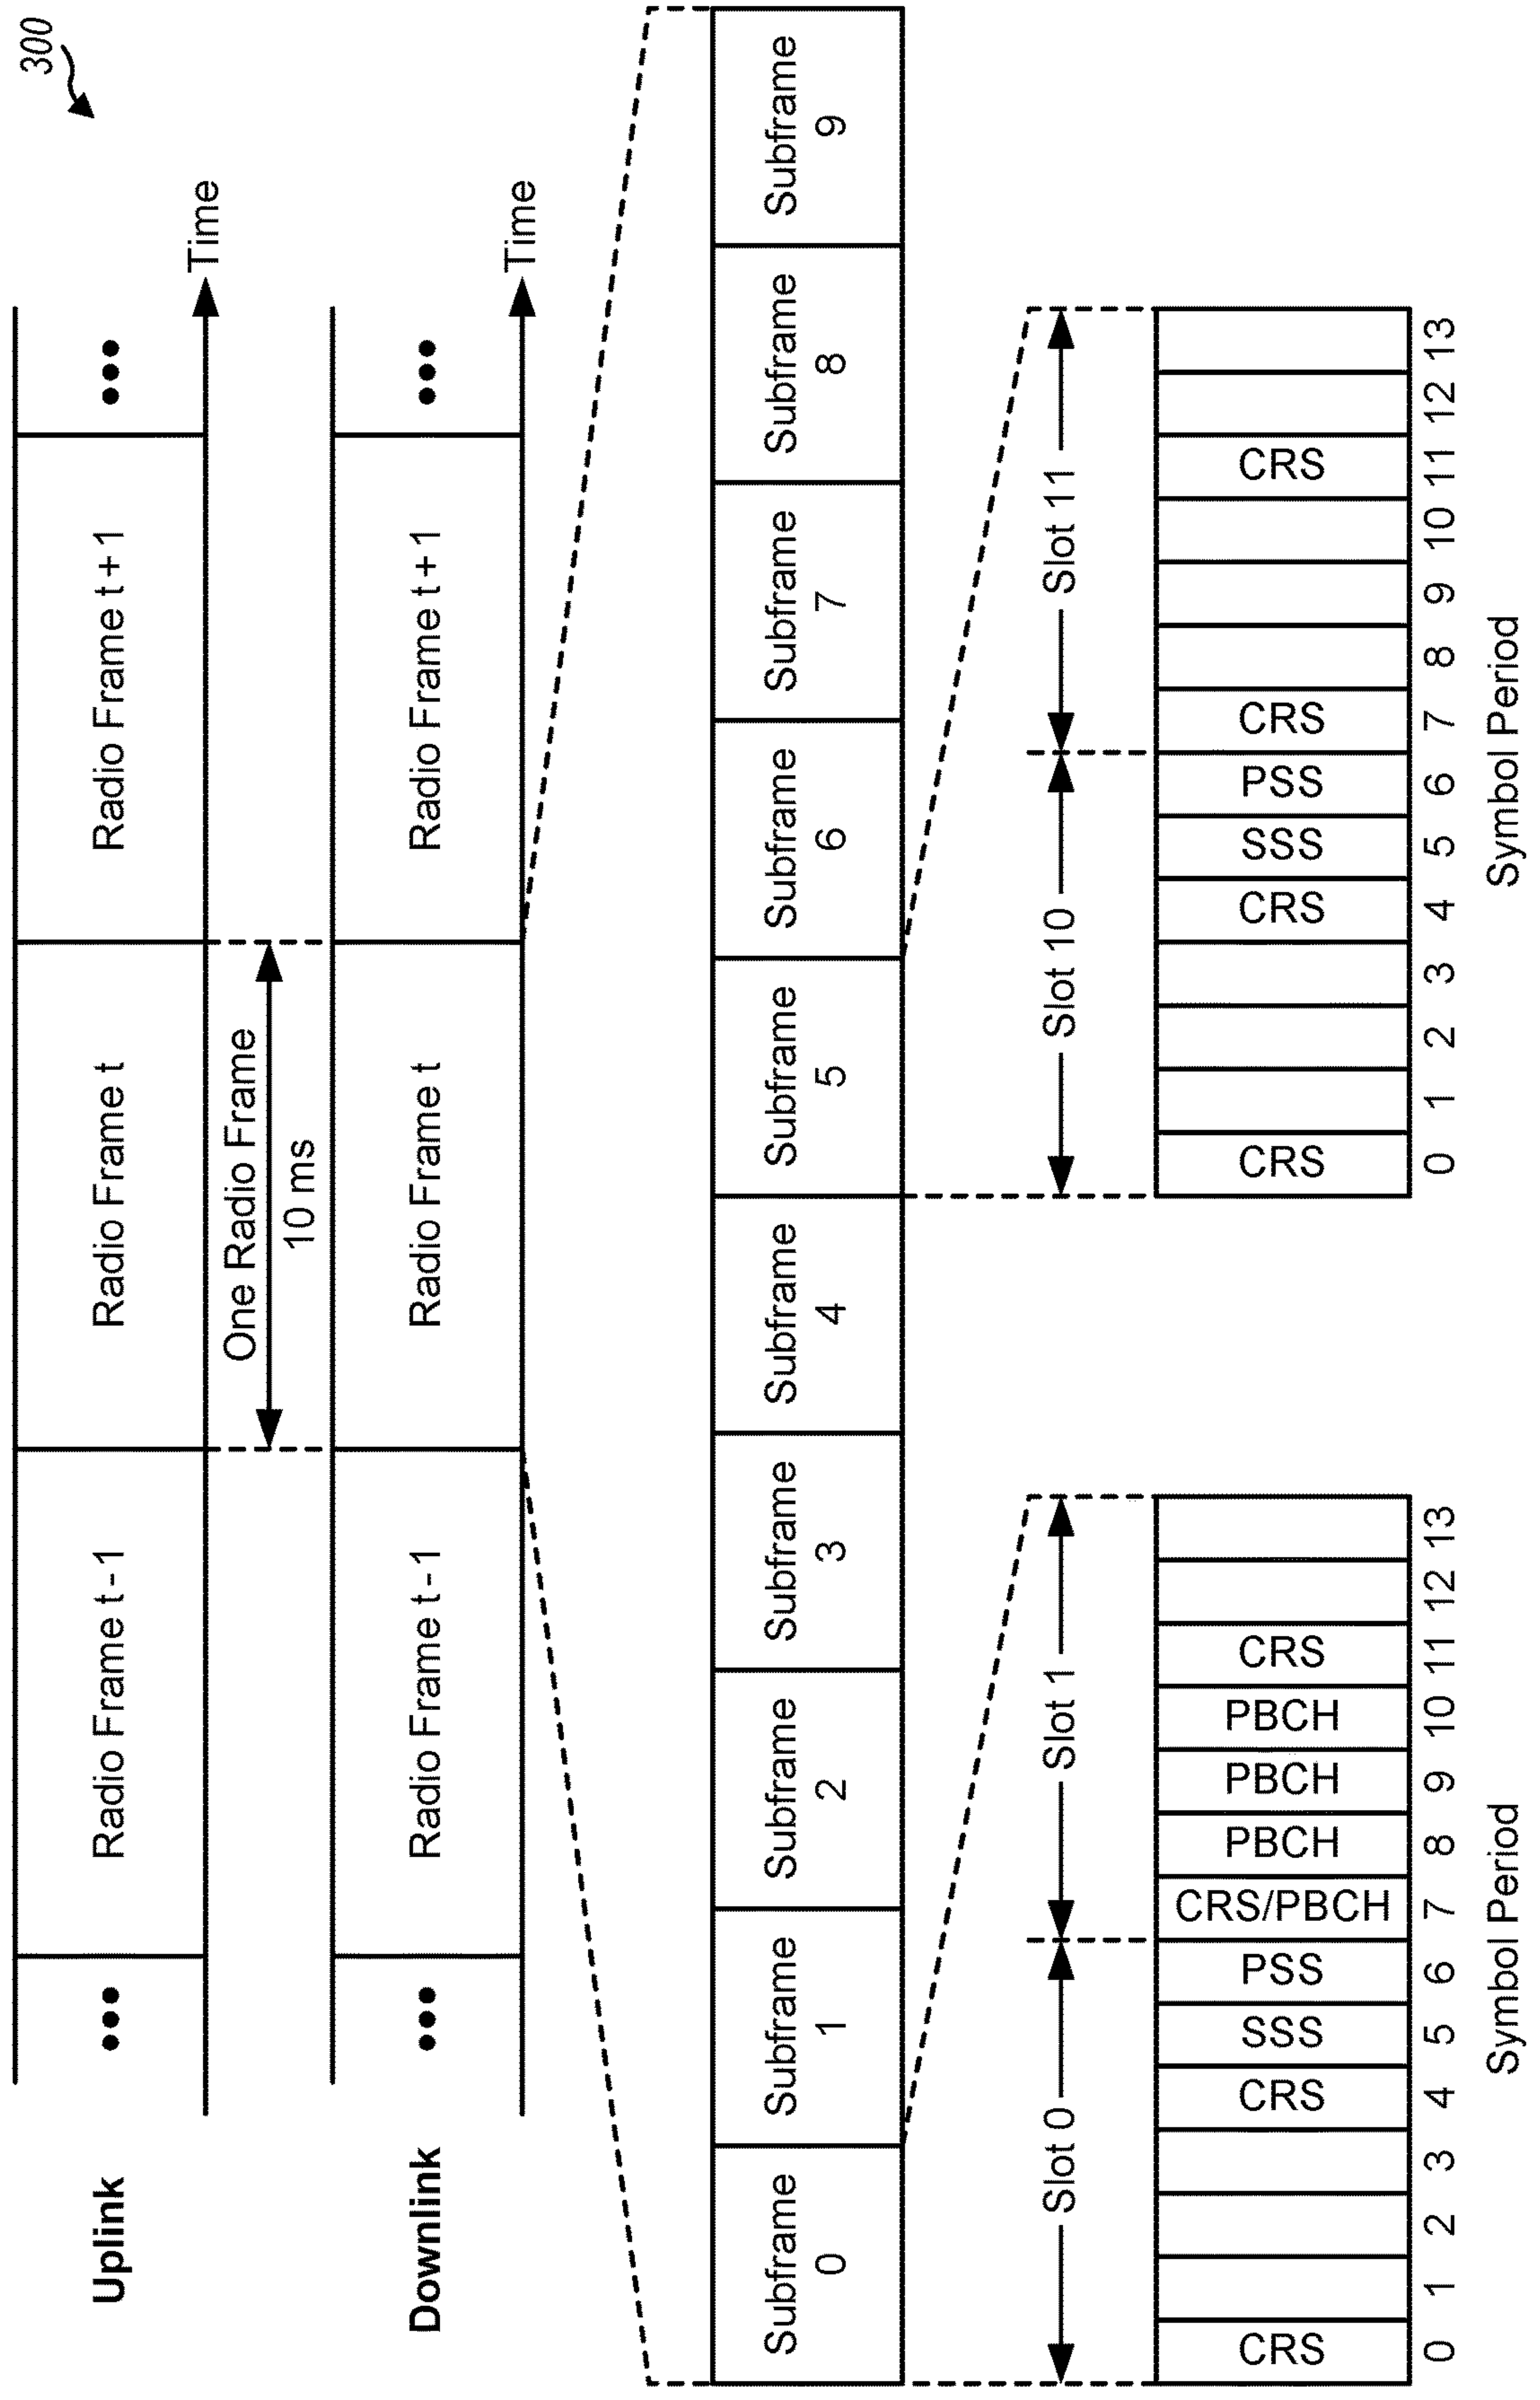 300
Uplink
•••
Radio Frame t-1
Radio Frame t
Radio Frame t+1
•••
Time
One Radio Frame
10 ms
Downlink
•••
Radio Frame t-1
Radio Frame t
Radio Frame t+1
•••
Time
Subframe
0
Subframe
1
Subframe
2
Subframe
3
Subframe
4
Subframe
5
Subframe
6
Subframe
7
Subframe
8
Subframe
9
Slot 0
Slot 1
CRS
SSS
PSS
CRS/PBCH
PBCH
PBCH
PBCH
CRS
CRS
0 1 2 3 4 5 6 7 8 9 10 11 12 13
Symbol Period
Slot 10
Slot 11
CRS
CRS
SSS
PSS
CRS
CRS
0 1 2 3 4 5 6 7 8 9 10 11 12 13
Symbol Period